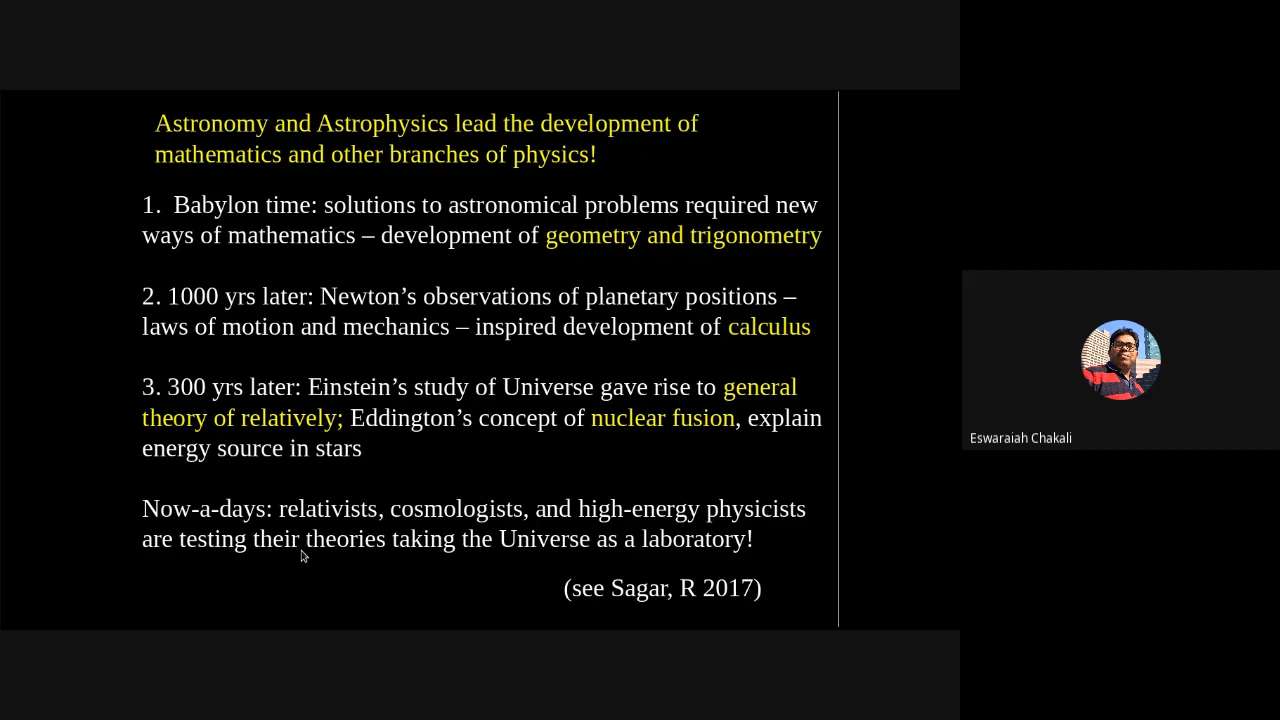 Astronomy and Astrophysics lead the development of
mathematics and other branches of physics!
1. Babylon time: solutions to astronomical problems required new
ways of mathematics – development of geometry and trigonometry
2. 1000 yrs later: Newton’s observations of planetary positions –
laws of motion and mechanics – inspired development of calculus
3. 300 yrs later: Einstein’s study of Universe gave rise to general
theory of relatively; Eddington’s concept of nuclear fusion, explain
energy source in stars
Now-a-days: relativists, cosmologists, and high-energy physicists
are testing their theories taking the Universe as a laboratory!
(see Sagar, R 2017)
Eswaraiah Chakali